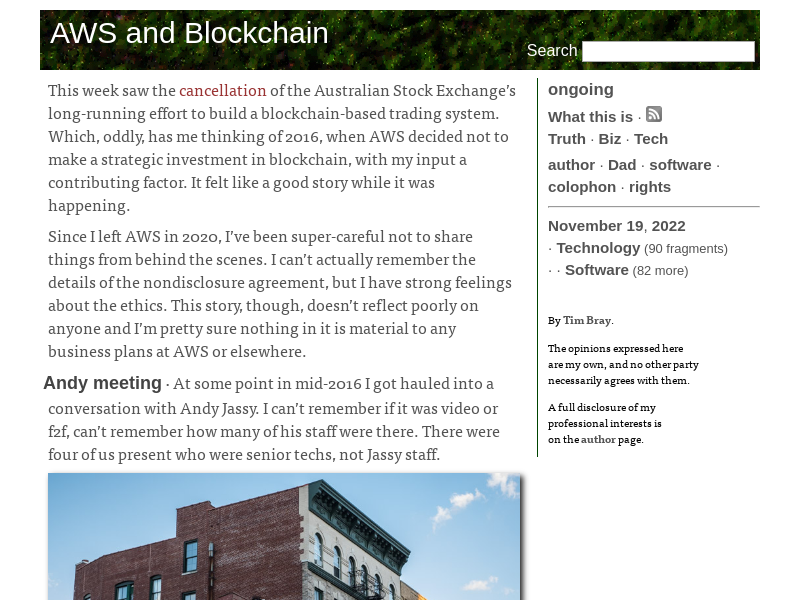 AWS and Blockchain
Search
This week saw the cancellation of the Australian Stock Exchange’s
long-running effort to build a blockchain-based trading system.
Which, oddly, has me thinking of 2016, when AWS decided not to
make a strategic investment in blockchain, with my input a
contributing factor. It felt like a good story while it was
happening.
Since I left AWS in 2020, I’ve been super-careful not to share
things from behind the scenes. I can’t actually remember the
details of the nondisclosure agreement, but I have strong feelings
about the ethics. This story, though, doesn’t reflect poorly on
anyone and I’m pretty sure nothing in it is material to any
business plans at AWS or elsewhere.
Andy meeting · At some point in mid-2016 I got hauled into a
conversation with Andy Jassy. I can’t remember if it was video or
f2f, can’t remember how many of his staff were there. There were
four of us present who were senior techs, not Jassy staff.
ongoing
What this is ·
Truth · Biz · Tech
author · Dad · software ·
colophon · rights
November 19, 2022
· Technology (90 fragments)
· · Software (82 more)
By Tim Bray.
The opinions expressed here
are my own, and no other party
necessarily agrees with them.
A full disclosure of my
professional interests is
on the author page.